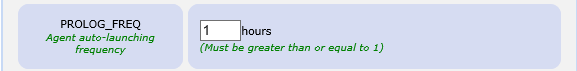 PROLOG_FREQ
Agent auto-launching
frequency
1 hours
(Must be greater than or equal to 1)